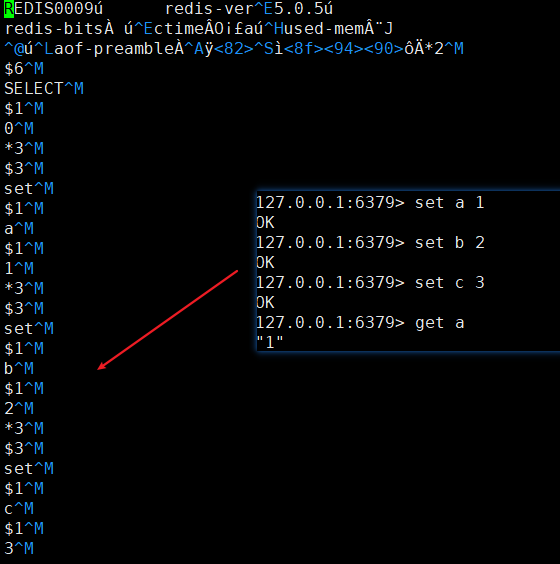 REDIS0009ú      redis-ver^E5.0.5ú
redis-bitsÀ ú^EctimeÂO¡£aú^Hused-memÂ¨J
^@ú^Laof-preambleÀ^Aÿ<82>^Sì<8f><94><90>ôÄ*2^M
$6^M
SELECT^M
$1^M
0^M
*3^M
$3^M
set^M
$1^M
a^M
$1^M
1^M
*3^M
$3^M
set^M
$1^M
b^M
$1^M
2^M
*3^M
$3^M
set^M
$1^M
c^M
$1^M
3^M
127.0.0.1:6379> set a 1
OK
127.0.0.1:6379> set b 2
OK
127.0.0.1:6379> set c 3
OK
127.0.0.1:6379> get a
"1"